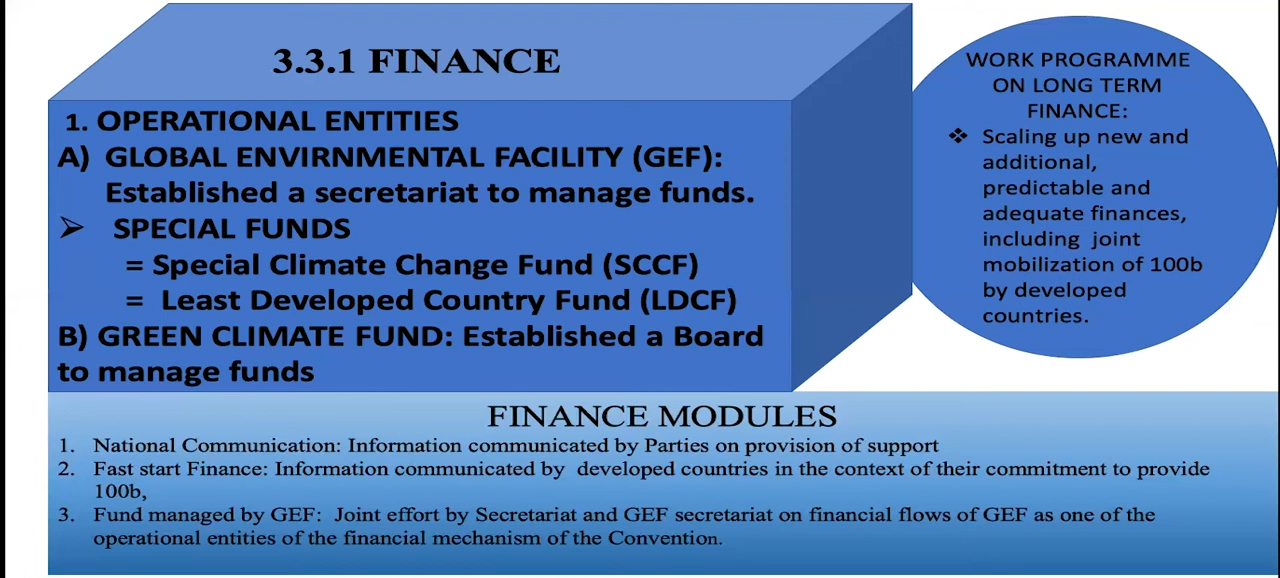 3.3.1 FINANCE
1. OPERATIONAL ENTITIES
A) GLOBAL ENVIRNMENTAL FACILITY (GEF):
Established a secretariat to manage funds.
➢ SPECIAL FUNDS
= Special Climate Change Fund (SCCF)
= Least Developed Country Fund (LDCF)
B) GREEN CLIMATE FUND: Established a Board
to manage funds
WORK PROGRAMME
ON LONG TERM
FINANCE:
❖ Scaling up new and
additional,
predictable and
adequate finances,
including joint
mobilization of 100b
by developed
countries.
FINANCE MODULES
1. National Communication: Information communicated by Parties on provision of support
2. Fast start Finance: Information communicated by developed countries in the context of their commitment to provide
100b,
3. Fund managed by GEF: Joint effort by Secretariat and GEF secretariat on financial flows of GEF as one of the
operational entities of the financial mechanism of the Convention.